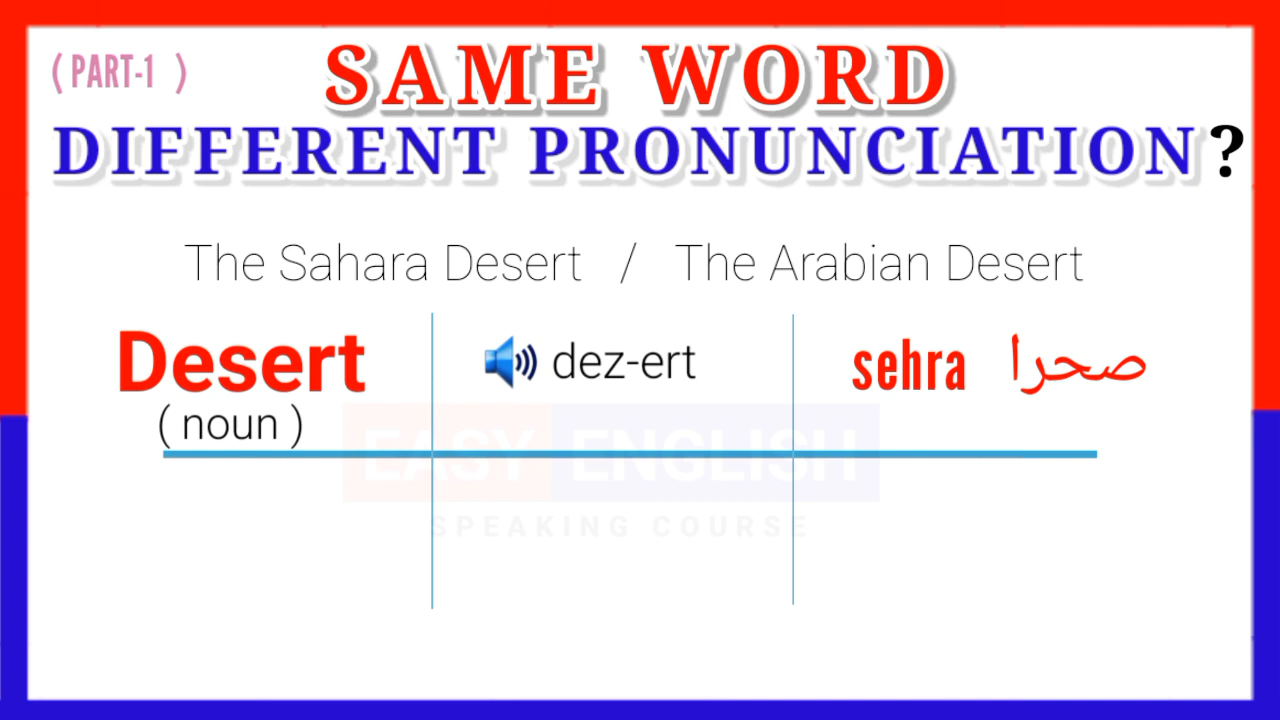 ( PART-1 )
SAME WORD
DIFFERENT PRONUNCIATION?
The Sahara Desert / The Arabian Desert
Desert dez-ert sehra صحرا
( noun )
EASY ENGLISH
SPEAKING COURSE